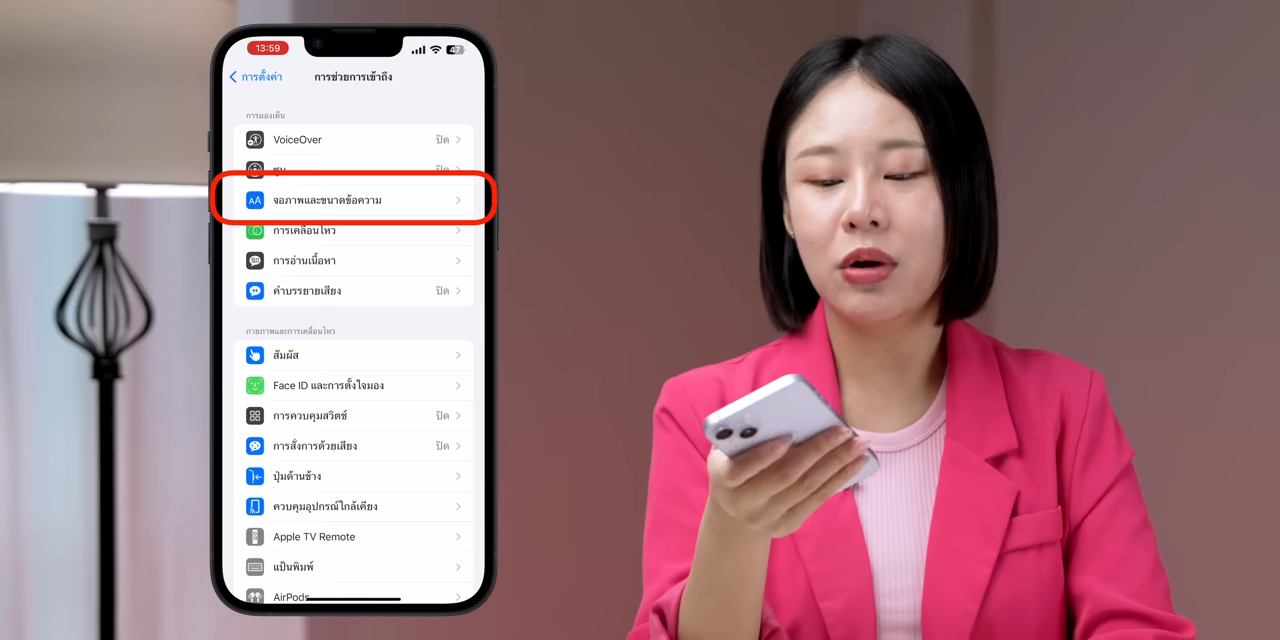 13:59
47
การตั้งค่า
การช่วยการเข้าถึง
การมองเห็น
VoiceOver ปิด
ซูม ปิด
AA จอภาพและขนาดข้อความ
การเคลื่อนไหว
การอ่านเนื้อหา
คำบรรยายเสียง ปิด
กายภาพและการเคลื่อนไหว
สัมผัส
Face ID และการตั้งใจมอง
การควบคุมสวิตช์ ปิด
การสั่งการด้วยเสียง ปิด
ปุ่มด้านข้าง
ควบคุมอุปกรณ์ใกล้เคียง
Apple TV Remote
แป้นพิมพ์
AirPods